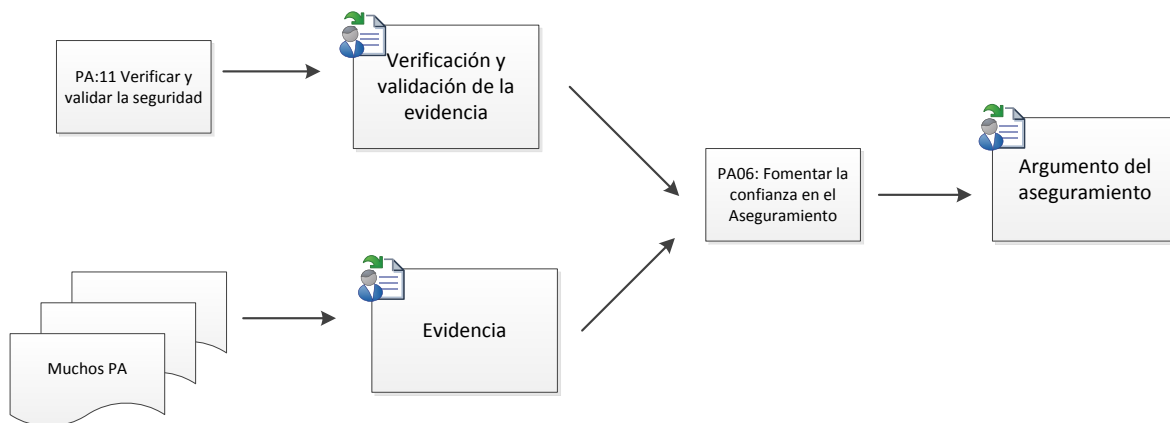 PA:11 Verificar y
validar la seguridad
Verificación y
validación de la
evidencia
PA06: Fomentar la
confianza en el
Aseguramiento
Argumento del
aseguramiento
Muchos PA
Evidencia